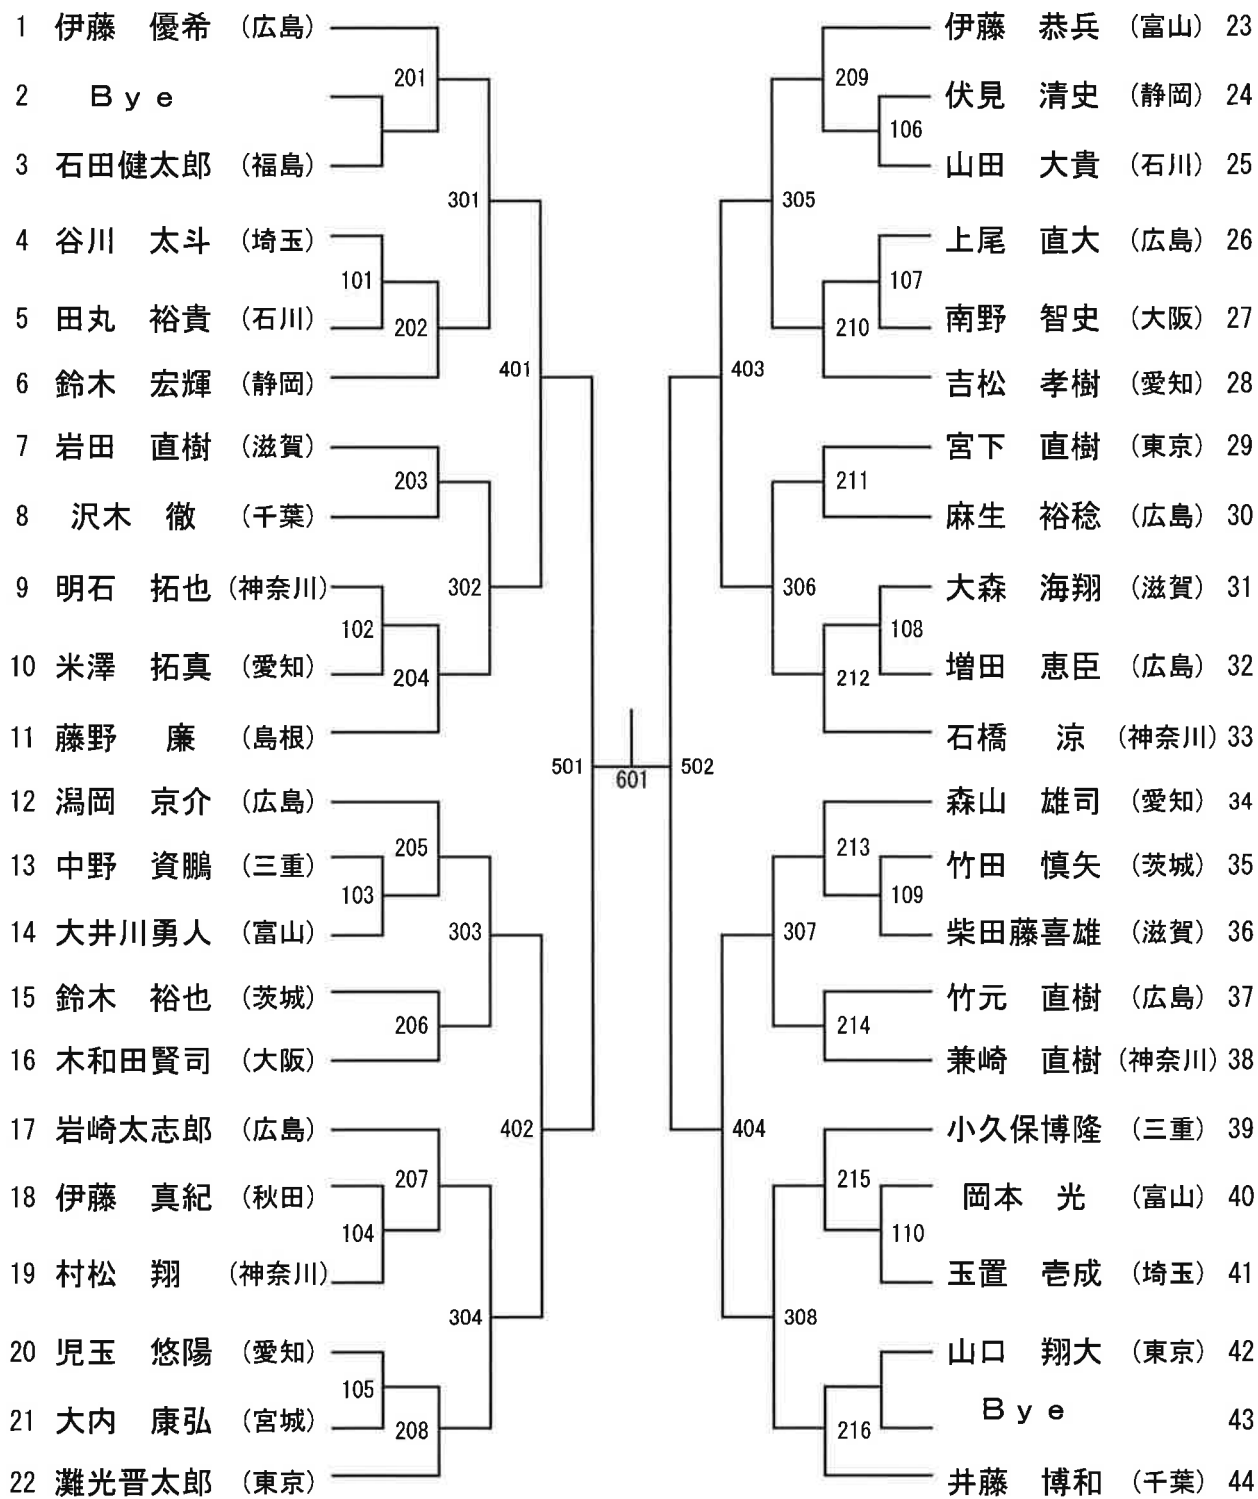 1 伊藤 優希 (広島)
2 Bye
3 石田健太郎 (福島)
4 谷川 太斗 (埼玉)
5 田丸 裕貴 (石川)
6 鈴木 宏輝 (静岡)
7 岩田 直樹 (滋賀)
8 沢木 徹 (千葉)
9 明石 拓也 (神奈川)
10 米澤 拓真 (愛知)
11 藤野 廉 (島根)
12 潟岡 京介 (広島)
13 中野 資鵬 (三重)
14 大井川勇人 (富山)
15 鈴木 裕也 (茨城)
16 木和田賢司 (大阪)
17 岩崎太志郎 (広島)
18 伊藤 真紀 (秋田)
19 村松 翔 (神奈川)
20 児玉 悠陽 (愛知)
21 大内 康弘 (宮城)
22 灘光晋太郎 (東京)
201
301
101
202
401
203
302
102
204
501
205
103
303
206
402
207
104
304
105
208
601
502
209
106
305
107
210
403
211
306
108
212
213
109
307
214
404
215
110
308
216
伊藤 恭兵 (富山) 23
伏見 清史 (静岡) 24
山田 大貴 (石川) 25
上尾 直大 (広島) 26
南野 智史 (大阪) 27
吉松 孝樹 (愛知) 28
宮下 直樹 (東京) 29
麻生 裕稔 (広島) 30
大森 海翔 (滋賀) 31
増田 恵臣 (広島) 32
石橋 涼 (神奈川) 33
森山 雄司 (愛知) 34
竹田 慎矢 (茨城) 35
柴田藤喜雄 (滋賀) 36
竹元 直樹 (広島) 37
兼崎 直樹 (神奈川) 38
小久保博隆 (三重) 39
岡本 光 (富山) 40
玉置 壱成 (埼玉) 41
山口 翔大 (東京) 42
Bye 43
井藤 博和 (千葉) 44